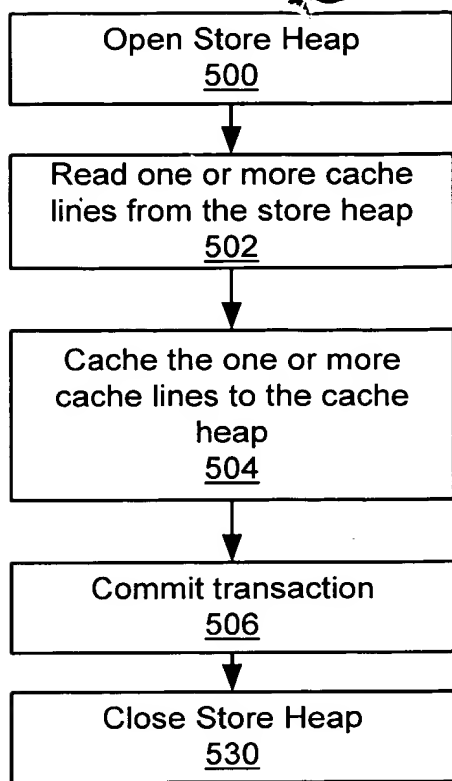 Open Store Heap
500
Read one or more cache
lines from the store heap
502
Cache the one or more
cache lines to the cache
heap
504
Commit transaction
506
Close Store Heap
530